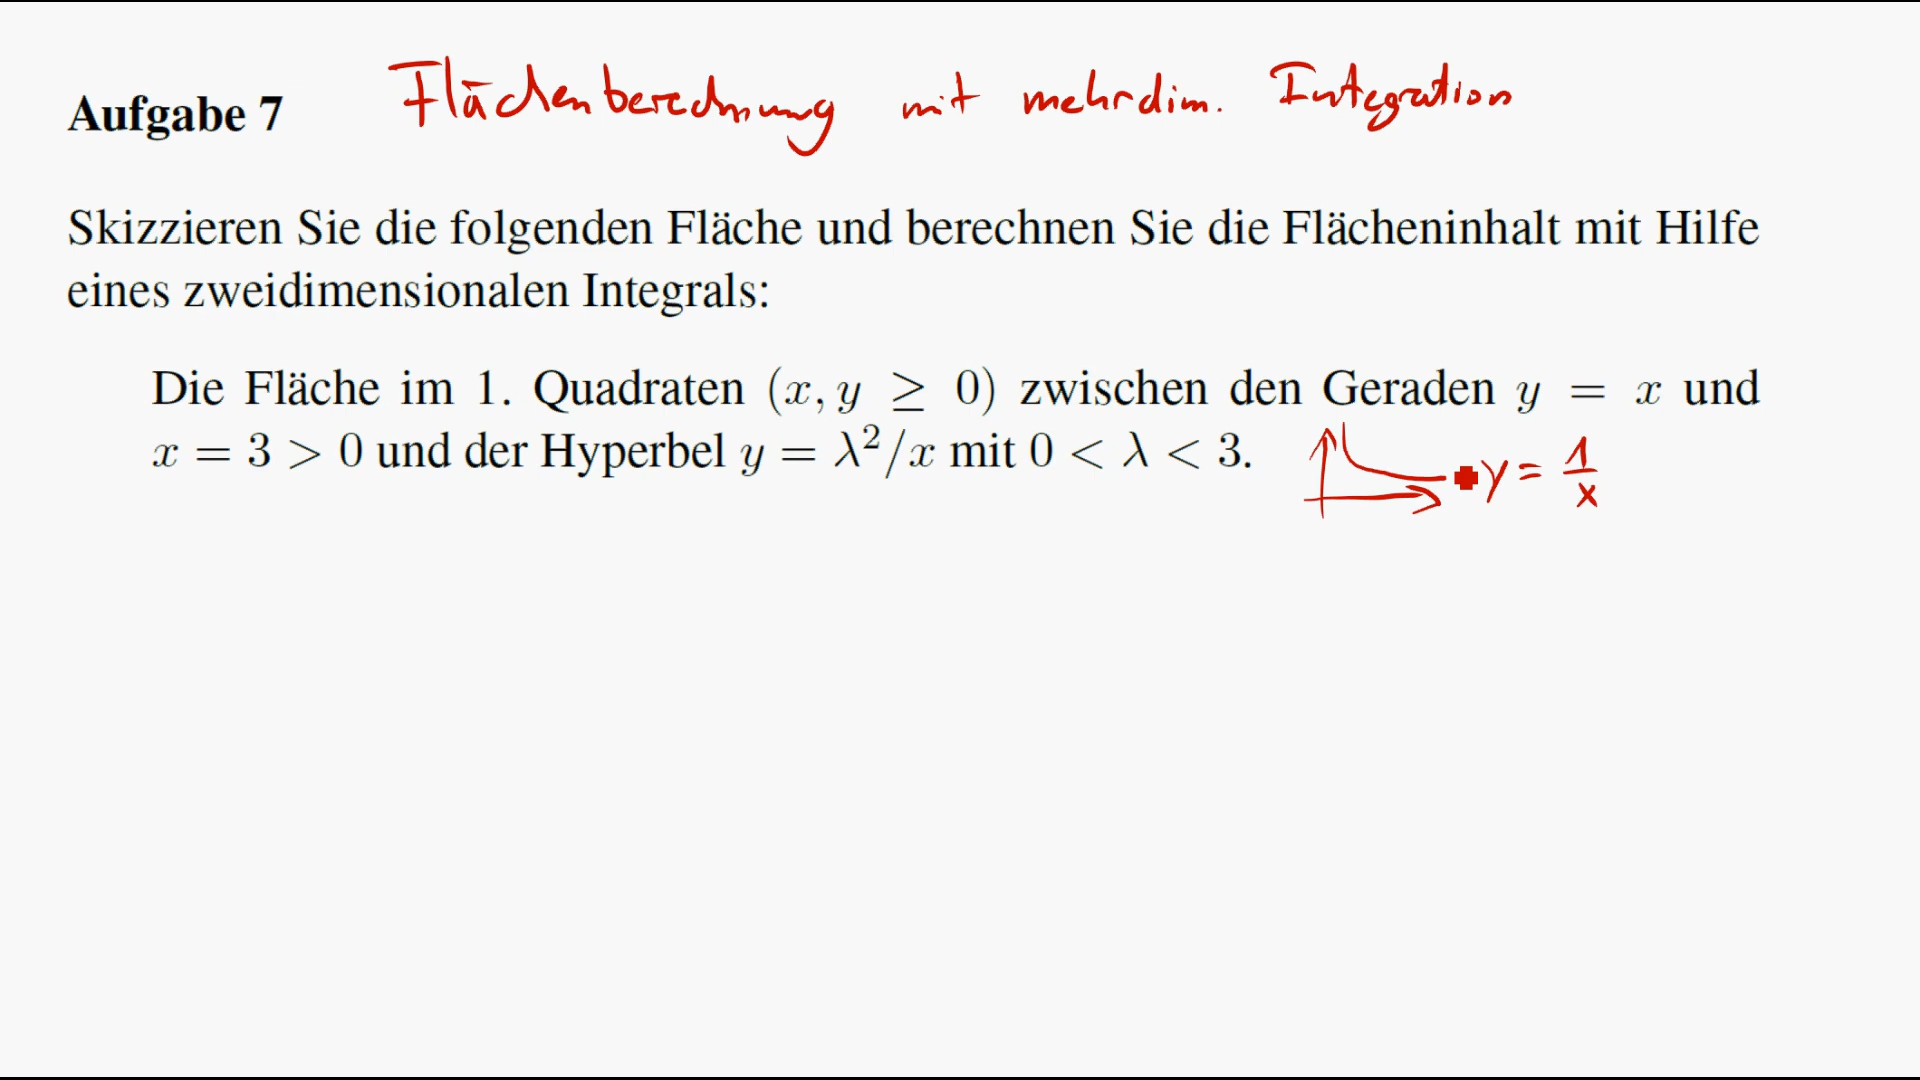 Aufgabe 7 Flächenberechnung mit mehrdim. Integration
Skizzieren Sie die folgenden Fläche und berechnen Sie die Flächeninhalt mit Hilfe
eines zweidimensionalen Integrals:
Die Fläche im 1. Quadraten (x, y ≥ 0) zwischen den Geraden y = x und
x = 3 > 0 und der Hyperbel y = λ²/x mit 0 < λ < 3. y = 1/x